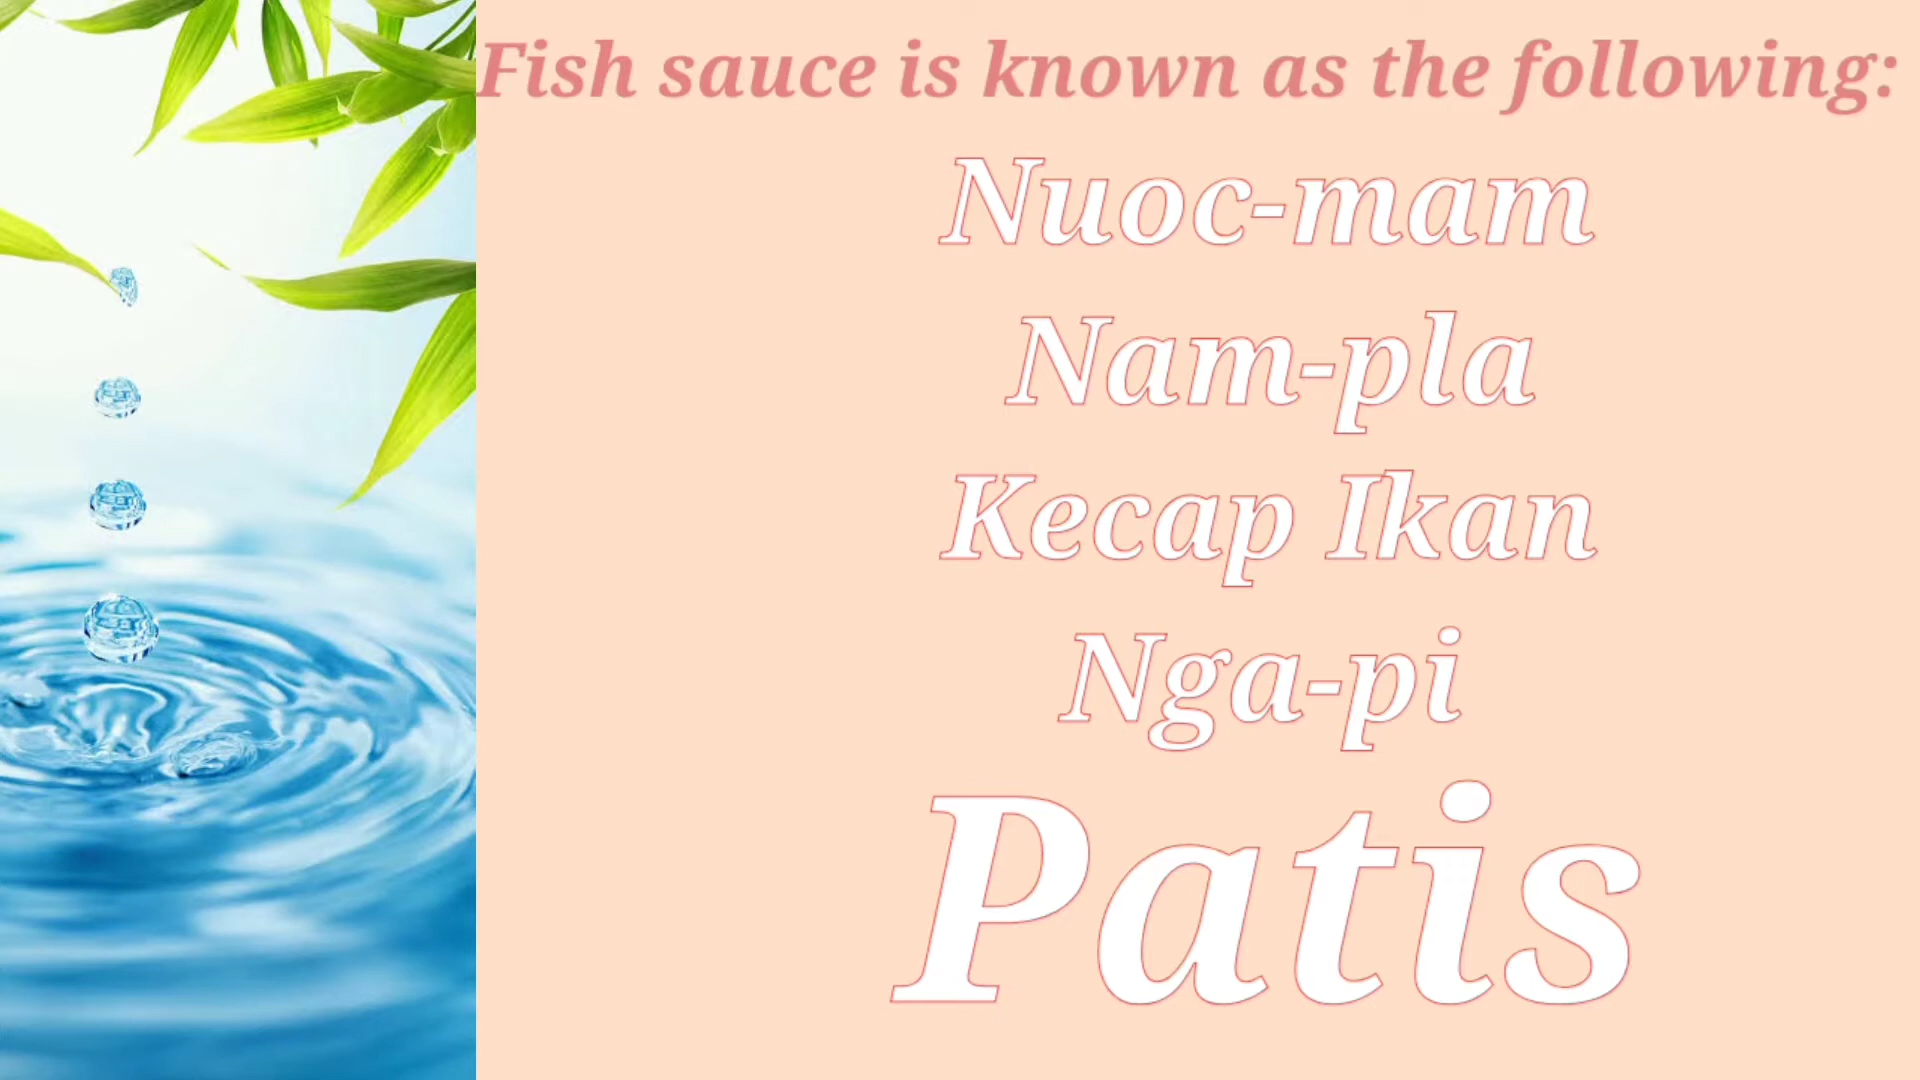 Fish sauce is known as the following:
Nuoc-mam
Nam-pla
Kecap Ikan
Nga-pi
Patis